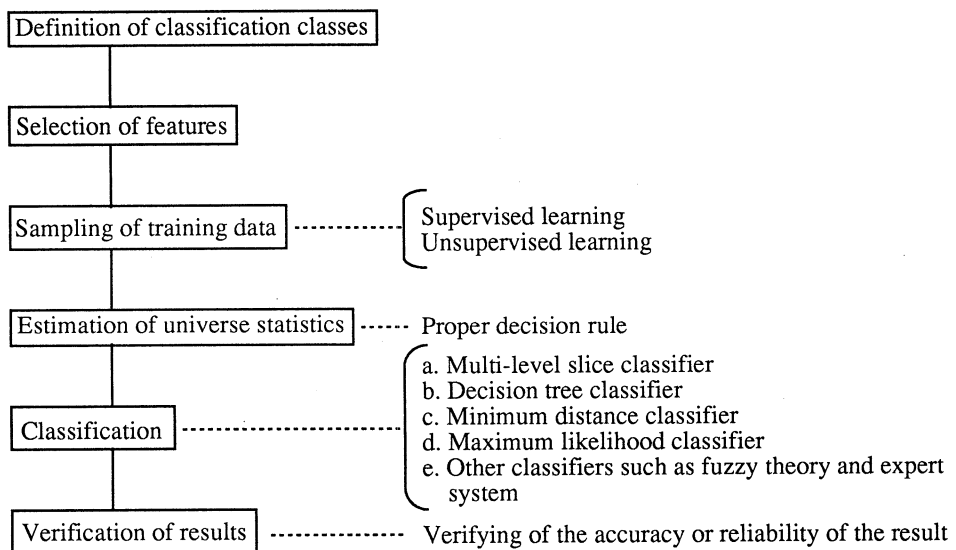 Definition of classification classes
Selection of features
Sampling of training data
Supervised learning
Unsupervised learning
Estimation of universe statistics
Proper decision rule
Classification
a. Multi-level slice classifier
b. Decision tree classifier
c. Minimum distance classifier
d. Maximum likelihood classifier
e. Other classifiers such as fuzzy theory and expert
system
Verification of results
Verifying of the accuracy or reliability of the result